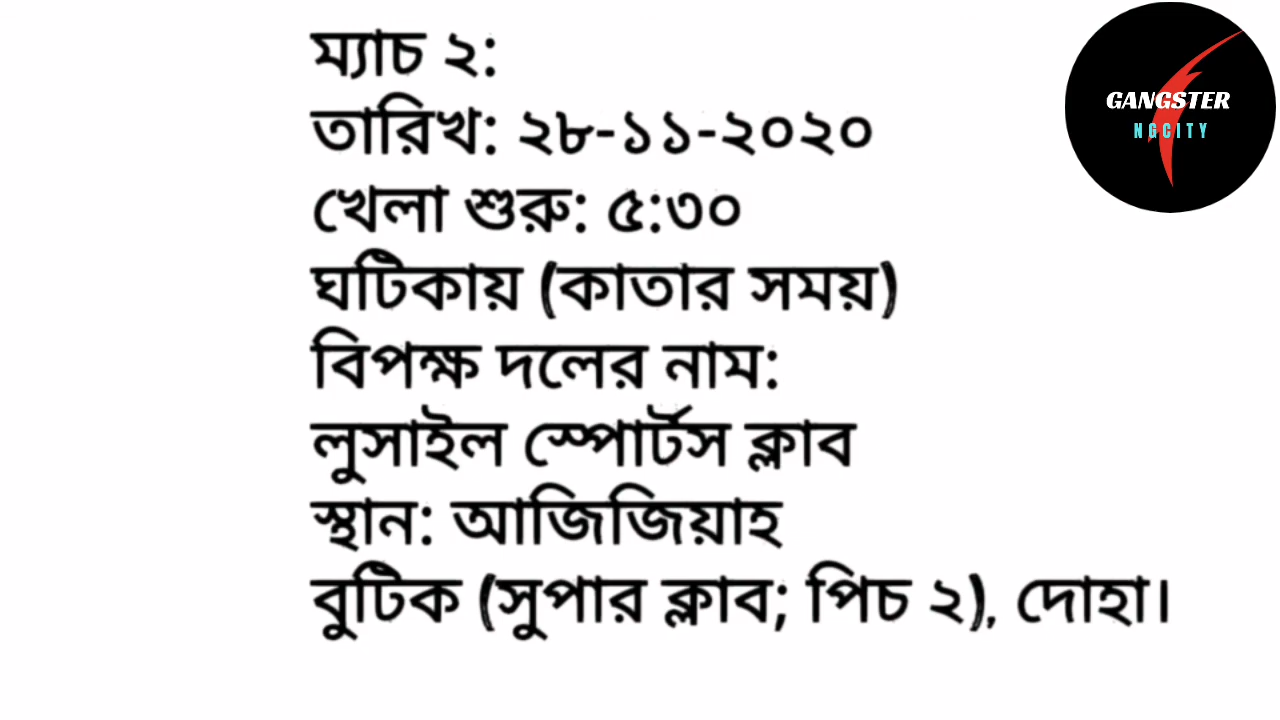 ম্যাচ ২:
তারিখ: ২৮-১১-২০২০
খেলা শুরু: ৫:৩০
ঘটিকায় (কাতার সময়)
বিপক্ষ দলের নাম:
লুসাইল স্পোর্টস ক্লাব
স্থান: আজিজিয়াহ
বুটিক (সুপার ক্লাব; পিচ ২), দোহা।
GANGSTER
NGCITY